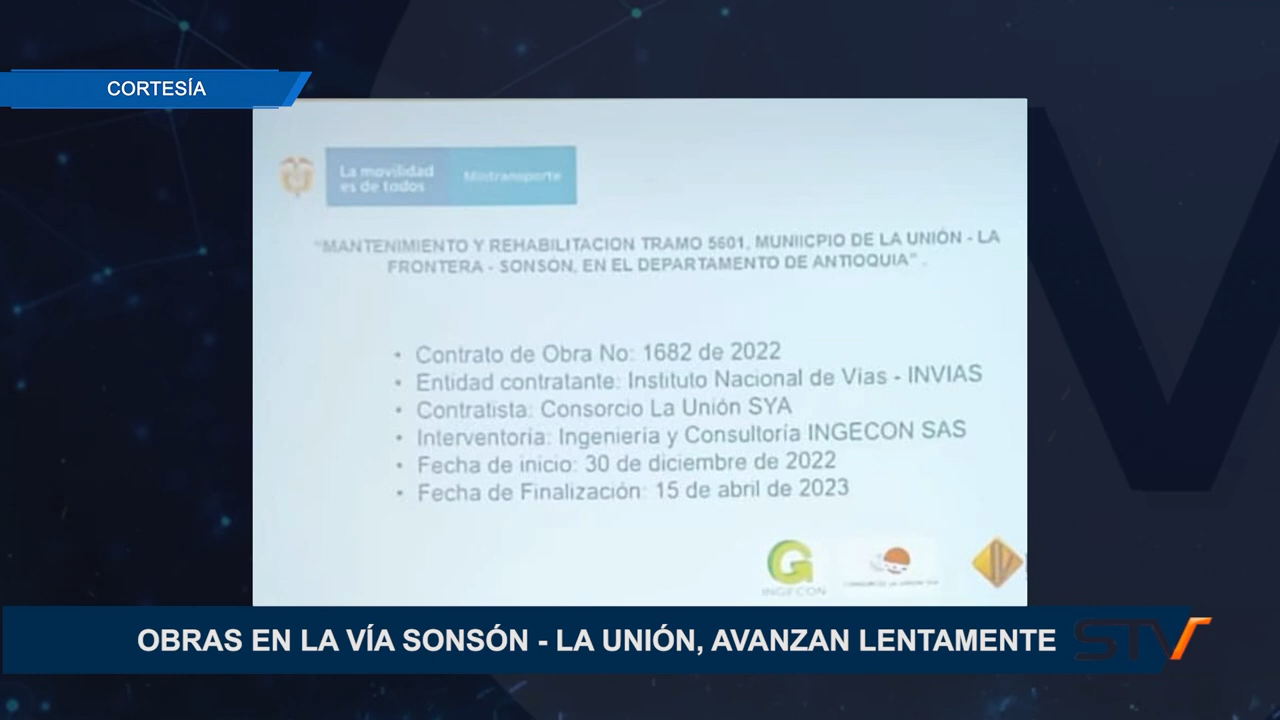 CORTESÍA
La movilidad
es de todos
Mintransporte
"MANTENIMIENTO Y REHABILITACION TRAMO 5601, MUNIICPIO DE LA UNIÓN - LA
FRONTERA - SONSÓN, EN EL DEPARTAMENTO DE ANTIOQUIA" .
• Contrato de Obra No: 1682 de 2022
• Entidad contratante: Instituto Nacional de Vías - INVIAS
• Contratista: Consorcio La Unión SYA
• Interventoría: Ingeniería y Consultoría INGECON SAS
• Fecha de inicio: 30 de diciembre de 2022
• Fecha de Finalización: 15 de abril de 2023
INGECON
OBRAS EN LA VÍA SONSÓN - LA UNIÓN, AVANZAN LENTAMENTE
STV